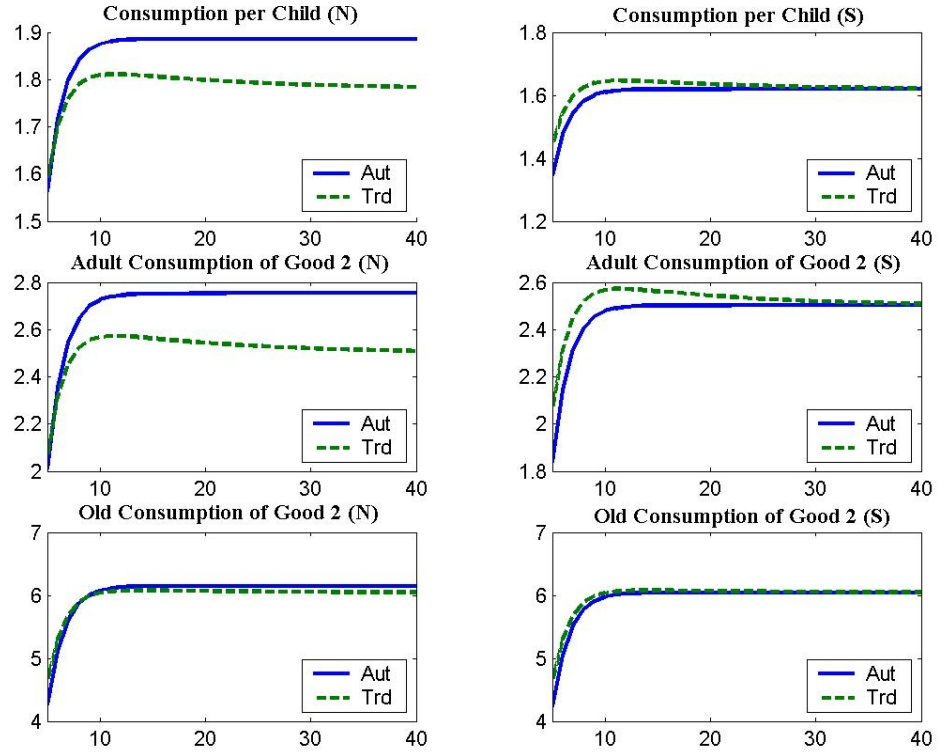 Consumption per Child (N)
1.9
1.8
1.7
1.6
1.5
10
20
30
40
Aut
Trd
Consumption per Child (S)
1.8
1.6
1.4
1.2
10
20
30
40
Aut
Trd
Adult Consumption of Good 2 (N)
2.8
2.6
2.4
2.2
2
10
20
30
40
Aut
Trd
Adult Consumption of Good 2 (S)
2.6
2.4
2.2
2
1.8
10
20
30
40
Aut
Trd
Old Consumption of Good 2 (N)
7
6
5
4
10
20
30
40
Aut
Trd
Old Consumption of Good 2 (S)
7
6
5
4
10
20
30
40
Aut
Trd